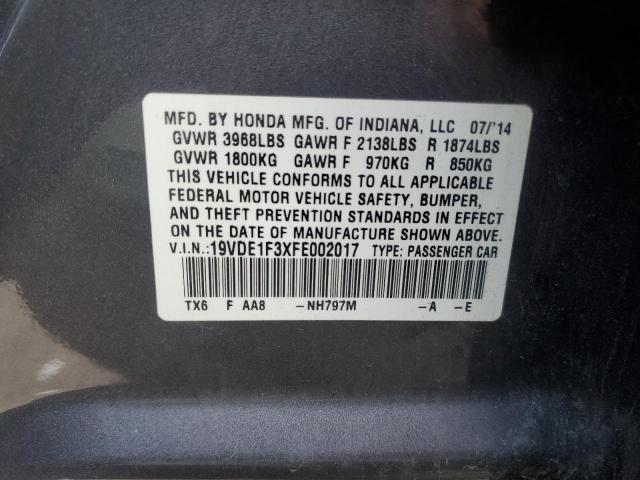 MFD. BY HONDA MFG. OF INDIANA, LLC 07/'14
GVWR 3968LBS GAWR F 2138LBS R 1874LBS
GVWR 1800KG GAWR F 970KG R 850KG
THIS VEHICLE CONFORMS TO ALL APPLICABLE
FEDERAL MOTOR VEHICLE SAFETY, BUMPER,
AND THEFT PREVENTION STANDARDS IN EFFECT
ON THE DATE OF MANUFACTURE SHOWN ABOVE.
V.I.N.:19VDE1F3XFE002017 TYPE: PASSENGER CAR
TX6 F AA8 -NH797M -A -E